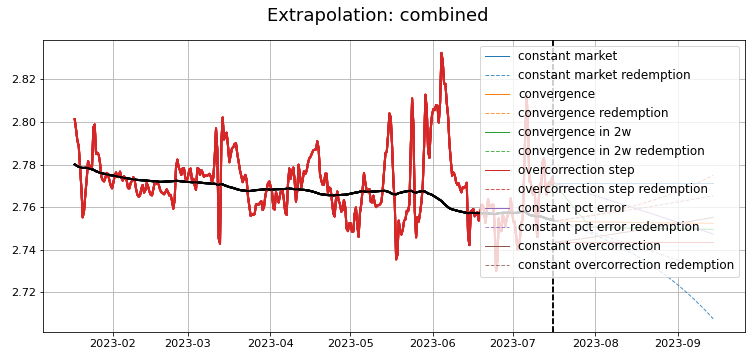 Extrapolation: combined
2.82
2.80
2.78
2.76
2.74
2.72
constant market
constant market redemption
convergence
convergence redemption
convergence in 2w
convergence in 2w redemption
overcorrection step
overcorrection step redemption
constant pct error
constant pct error redemption
constant overcorrection
constant overcorrection redemption
2023-02 2023-03 2023-04 2023-05 2023-06 2023-07 2023-08 2023-09